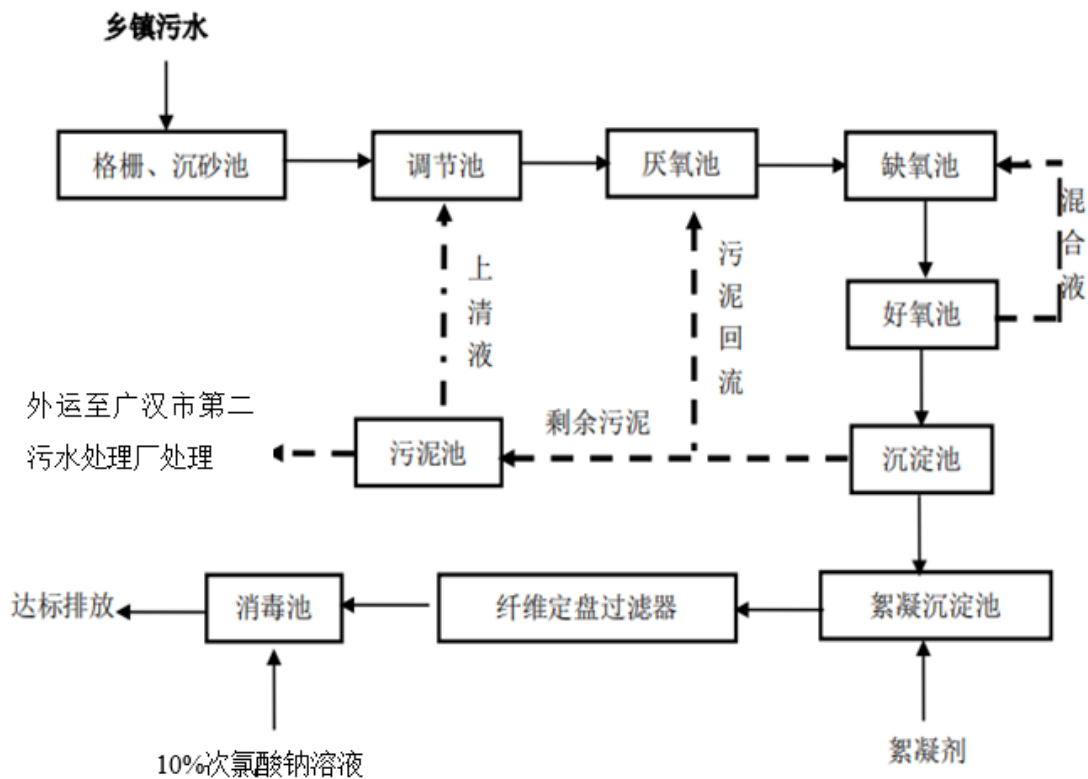 乡镇污水
格栅、沉砂池
调节池
厌氧池
缺氧池
混合液
上清液
污泥回流
好氧池
外运至广汉市第二
污水处理厂处理
污泥池
剩余污泥
沉淀池
达标排放
消毒池
纤维定盘过滤器
絮凝沉淀池
10%次氯酸钠溶液
絮凝剂